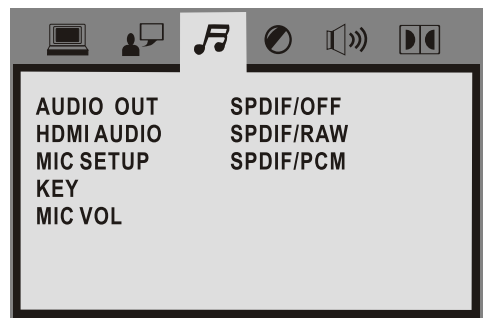 AUDIO OUT SPDIF/OFF
HDMI AUDIO SPDIF/RAW
MIC SETUP SPDIF/PCM
KEY
MIC VOL